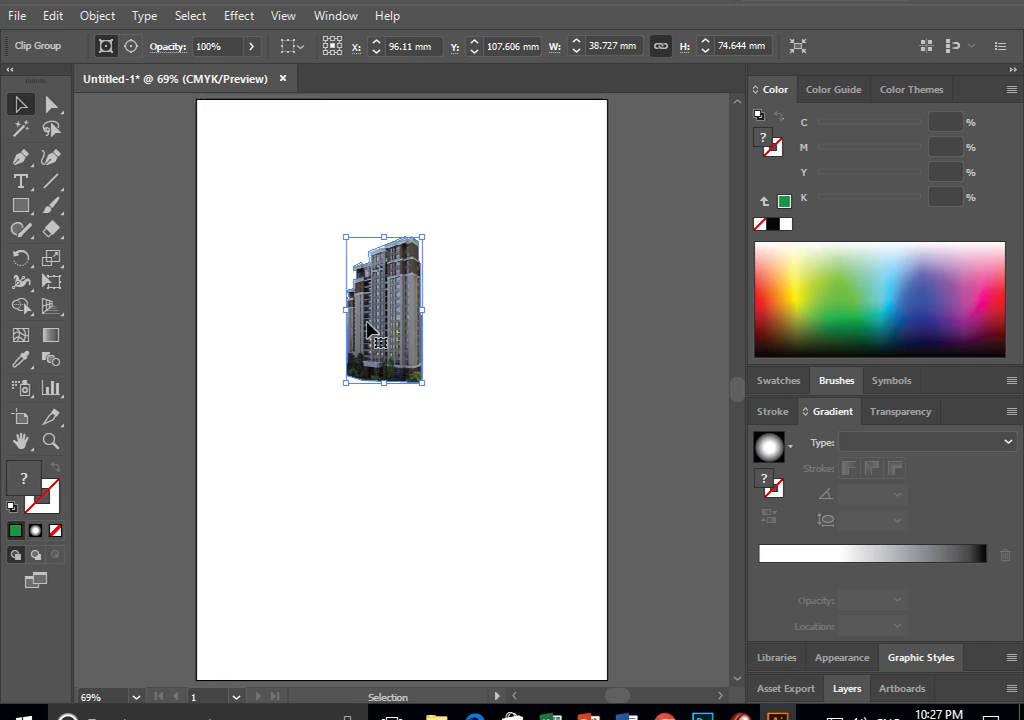 File Edit Object Type Select Effect View Window Help
Clip Group Opacity: 100% X: 96.11 mm Y: 107.606 mm W: 38.727 mm H: 74.644 mm
Untitled-1* @ 69% (CMYK/Preview) ×
Color Color Guide Color Themes
? C %
M %
Y %
K %
Swatches Brushes Symbols
Stroke Gradient Transparency
Type:
Stroke:
?
?
Opacity:
Location:
Libraries Appearance Graphic Styles
Asset Export Layers Artboards
69% 1 Selection
10:27 PM